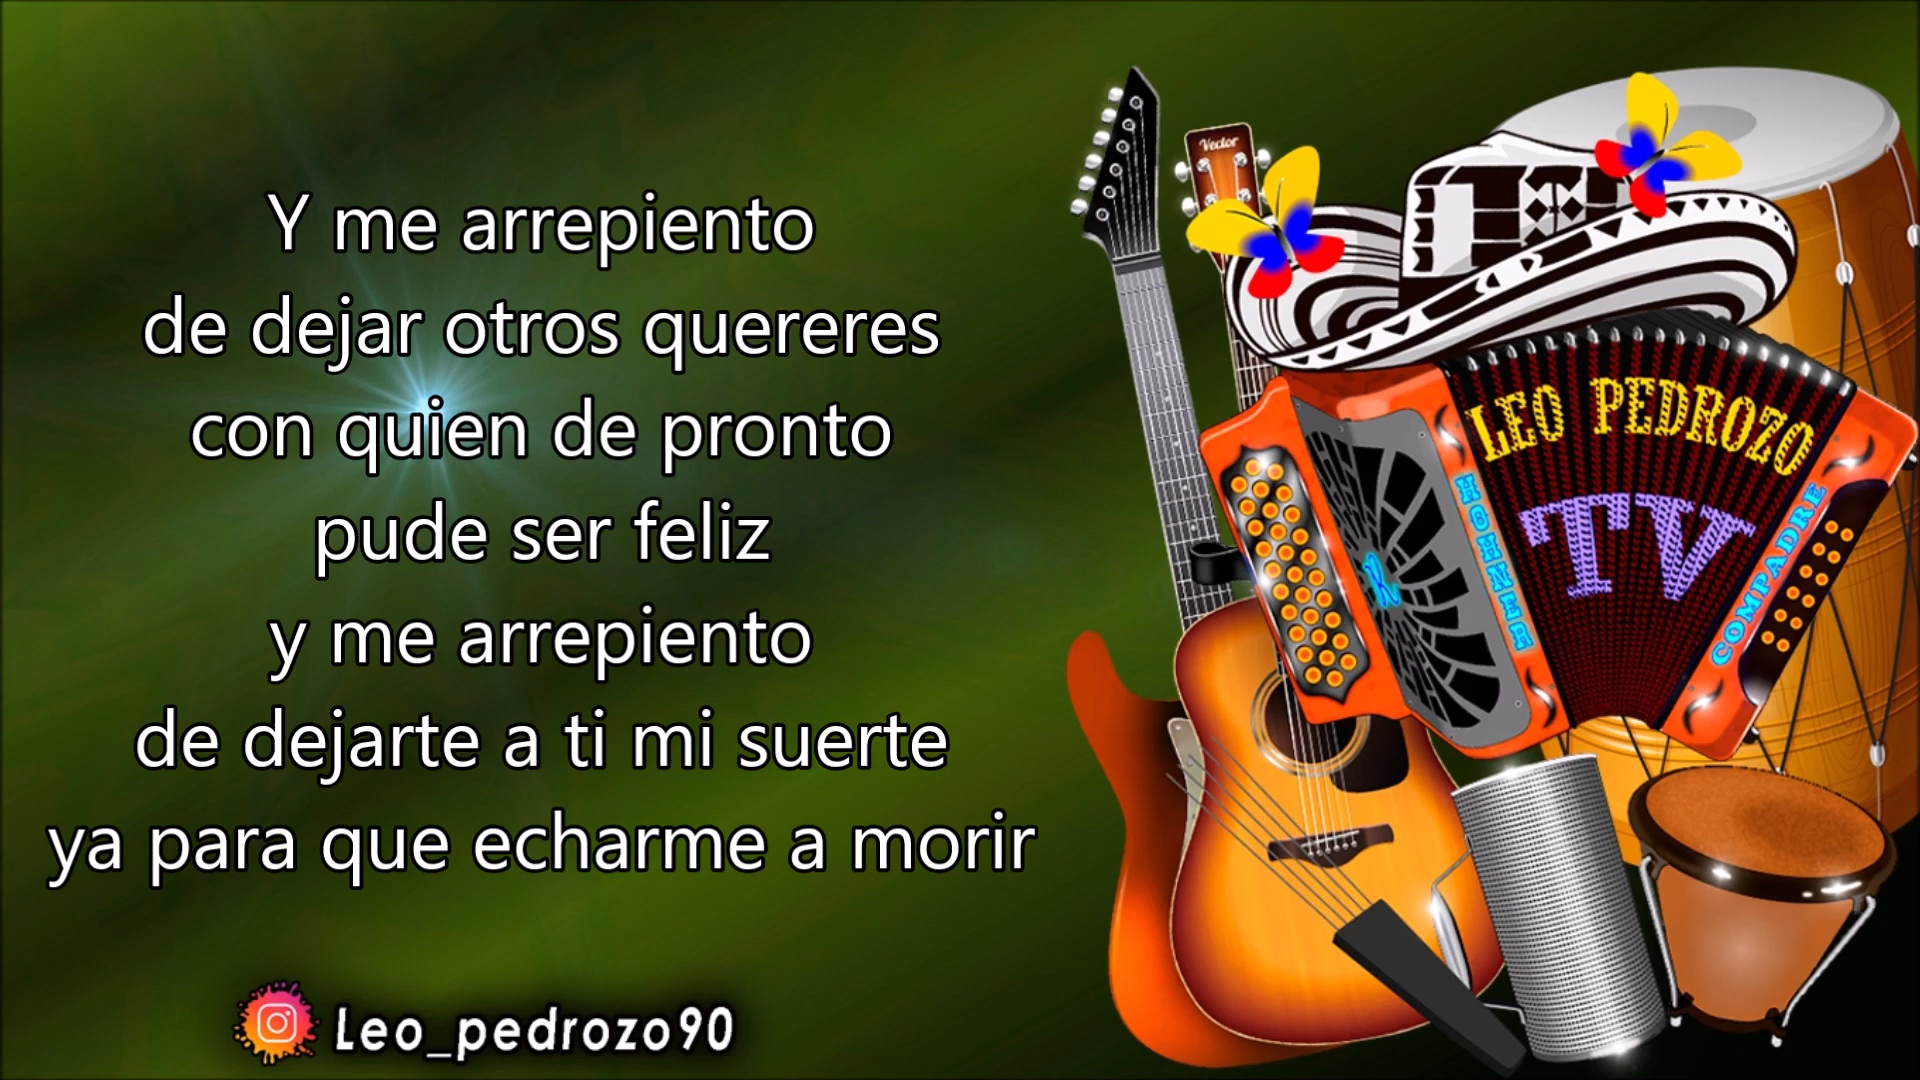 Y me arrepiento
de dejar otros quereres
con quien de pronto
pude ser feliz
y me arrepiento
de dejarte a ti mi suerte
ya para que echarme a morir
Leo_pedrozo90
Vector
LEO PEDROZO
TV
HOHNER
COMPADRE